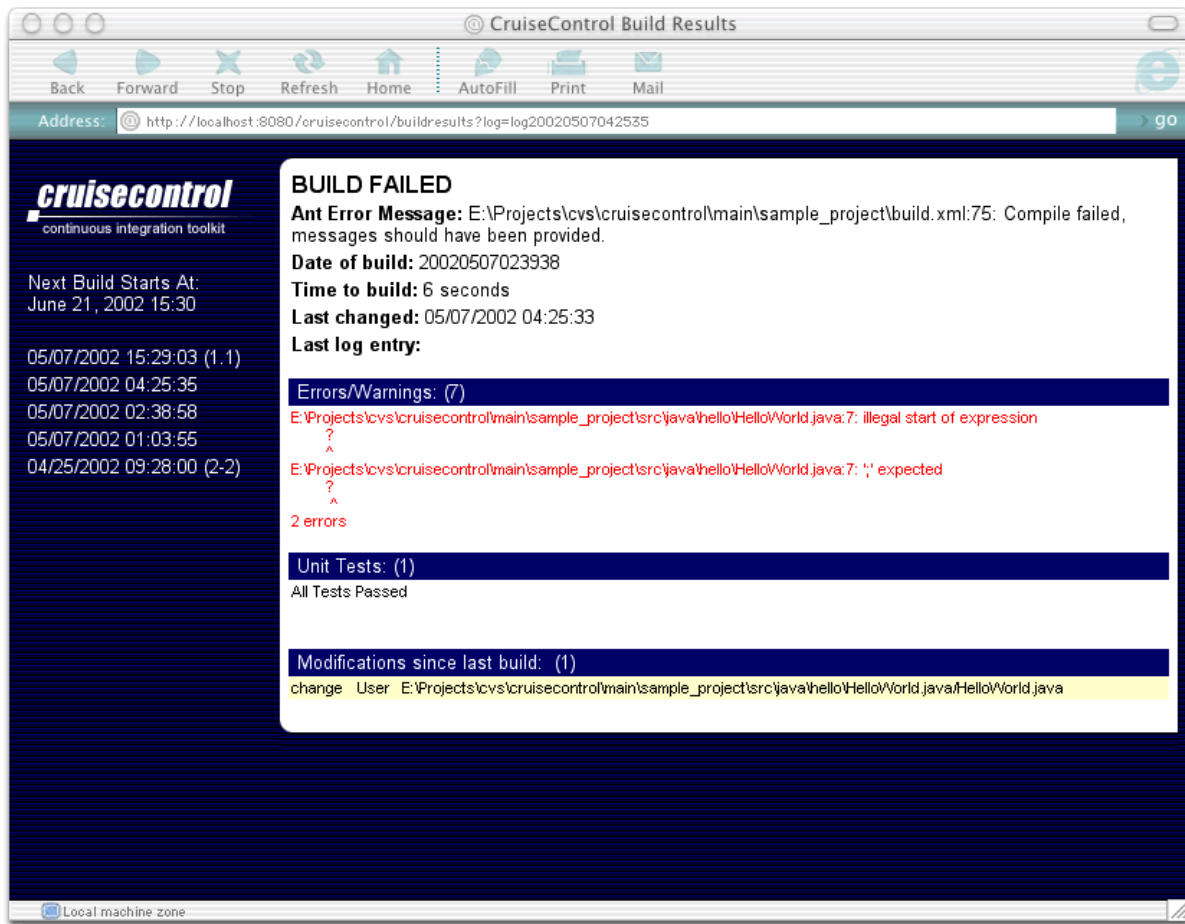 CruiseControl Build Results
Back Forward Stop Refresh Home AutoFill Print Mail
Address: http://localhost:8080/cruisecontrol/buildresults?log=log20020507042535 go
cruisecontrol
continuous integration toolkit
Next Build Starts At:
June 21, 2002 15:30
05/07/2002 15:29:03 (1.1)
05/07/2002 04:25:35
05/07/2002 02:38:58
05/07/2002 01:03:55
04/25/2002 09:28:00 (2-2)
BUILD FAILED
Ant Error Message: E:\Projects\cvs\cruisecontrol\main\sample_project\build.xml:75: Compile failed,
messages should have been provided.
Date of build: 20020507023938
Time to build: 6 seconds
Last changed: 05/07/2002 04:25:33
Last log entry:
Errors/Warnings: (7)
E:\Projects\cvs\cruisecontrol\main\sample_project\src\java\hello\HelloWorld.java:7: illegal start of expression
?
^
E:\Projects\cvs\cruisecontrol\main\sample_project\src\java\hello\HelloWorld.java:7: ';' expected
?
^
2 errors
Unit Tests: (1)
All Tests Passed
Modifications since last build: (1)
change User E:\Projects\cvs\cruisecontrol\main\sample_project\src\java\hello\HelloWorld.java/HelloWorld.java
Local machine zone